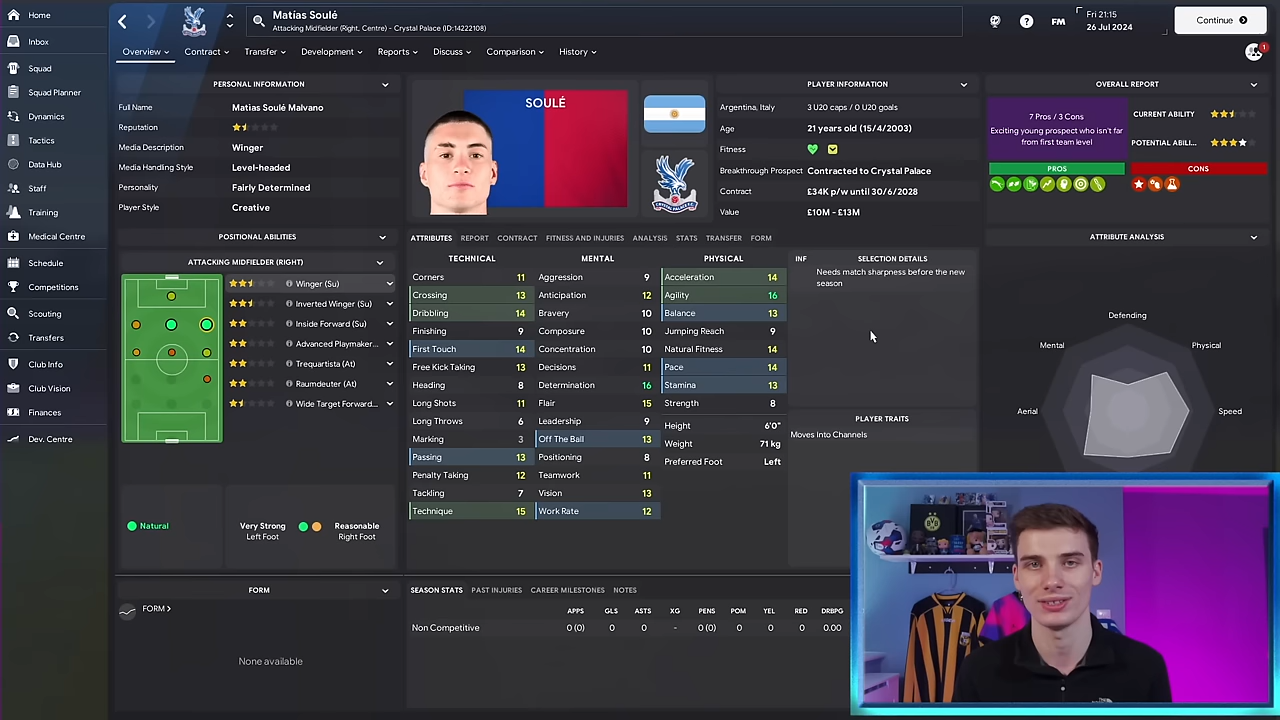 Home
Inbox
Squad
Squad Planner
Dynamics
Tactics
Data Hub
Staff
Training
Medical Centre
Schedule
Competitions
Scouting
Transfers
Club Info
Club Vision
Finances
Dev. Centre
Matías Soulé
Attacking Midfielder (Right, Centre) - Crystal Palace (ID:14222108)
FM
Fri 21:15
26 Jul 2024
Continue
1
Overview Contract Transfer Development Reports Discuss Comparison History
PERSONAL INFORMATION
Full Name Matías Soulé Malvano
Reputation
Media Description Winger
Media Handling Style Level-headed
Personality Fairly Determined
Player Style Creative
SOULÉ
PLAYER INFORMATION
Argentina, Italy 3 U20 caps / 0 U20 goals
Age 21 years old (15/4/2003)
Fitness
Breakthrough Prospect Contracted to Crystal Palace
Contract £34K p/w until 30/6/2028
Value £10M - £13M
OVERALL REPORT
7 Pros / 3 Cons
Exciting young prospect who isn't far
from first team level
CURRENT ABILITY
POTENTIAL ABILI...
PROS CONS
POSITIONAL ABILITIES
ATTACKING MIDFIELDER (RIGHT)
Winger (Su)
Inverted Winger (Su)
Inside Forward (Su)
Advanced Playmaker...
Trequartista (At)
Raumdeuter (At)
Wide Target Forward...
Natural
Very Strong
Left Foot
Reasonable
Right Foot
ATTRIBUTES REPORT CONTRACT FITNESS AND INJURIES ANALYSIS STATS TRANSFER FORM
TECHNICAL MENTAL PHYSICAL
Corners 11 Aggression 9 Acceleration 14
Crossing 13 Anticipation 12 Agility 16
Dribbling 14 Bravery 10 Balance 13
Finishing 9 Composure 10 Jumping Reach 9
First Touch 14 Concentration 10 Natural Fitness 14
Free Kick Taking 13 Decisions 11 Pace 14
Heading 8 Determination 16 Stamina 13
Long Shots 11 Flair 15 Strength 8
Long Throws 6 Leadership 9 Height 6'0"
Marking 3 Off The Ball 13 Weight 71 kg
Passing 13 Positioning 8 Preferred Foot Left
Penalty Taking 12 Teamwork 11
Tackling 7 Vision 13
Technique 15 Work Rate 12
INF SELECTION DETAILS
Needs match sharpness before the new
season
PLAYER TRAITS
Moves Into Channels
ATTRIBUTE ANALYSIS
Defending
Mental Physical
Aerial Speed
FORM
FORM
None available
SEASON STATS PAST INJURIES CAREER MILESTONES NOTES
APPS GLS ASTS XG PENS POM YEL RED DRBPG
Non Competitive 0 (0) 0 0 - 0 (0) 0 0 0 0.00
BVB
09